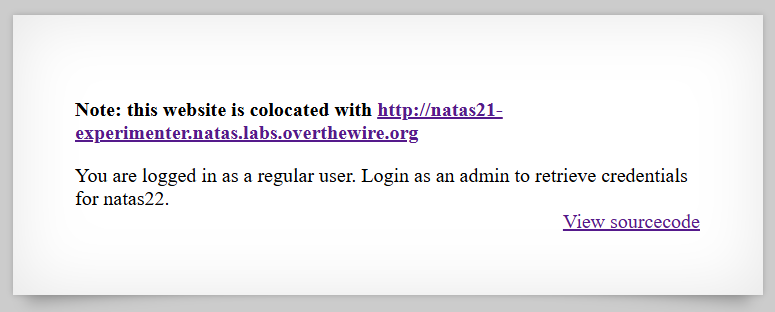 Note: this website is colocated with http://natas21-
experimenter.natas.labs.overthewire.org
You are logged in as a regular user. Login as an admin to retrieve credentials
for natas22.
View sourcecode